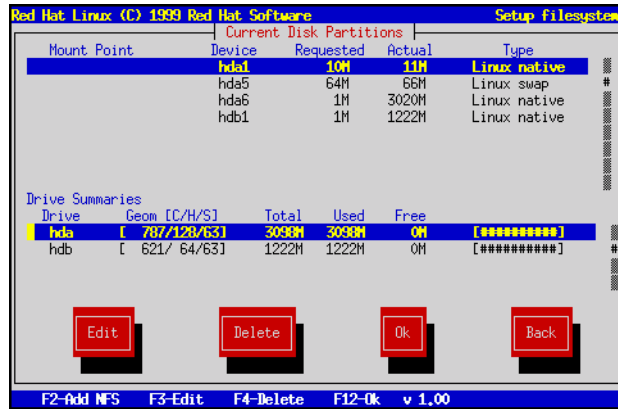 Red Hat Linux (C) 1999 Red Hat Software Setup filesystem
Current Disk Partitions
Mount Point Device Requested Actual Type
hda1 10M 11M Linux native
hda5 64M 66M Linux swap #
hda6 1M 3020M Linux native
hdb1 1M 1222M Linux native
Drive Summaries
Drive Geom [C/H/S] Total Used Free
hda [ 787/128/63] 3098M 3098M 0M [##########]
hdb [ 621/ 64/63] 1222M 1222M 0M [##########] #
Edit Delete Ok Back
F2-Add NFS F3-Edit F4-Delete F12-Ok v 1.00